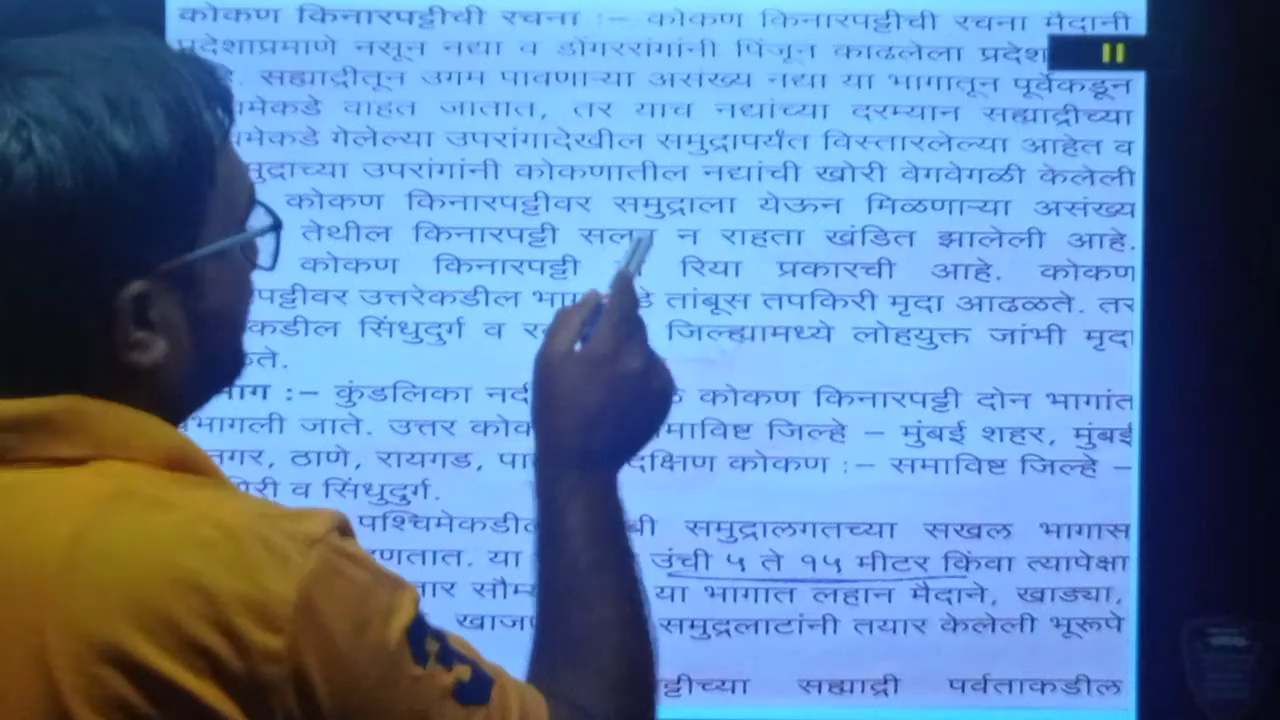 कोकण किनारपट्टीची रचना :– कोकण किनारपट्टीची रचना मैदानी
प्रदेशाप्रमाणे नसून नद्या व डोंगररांगांनी पिंजून काढलेला प्रदेश
सह्याद्रीतून उगम पावणाऱ्या असंख्य नद्या या भागातून पूर्वेकडून
मेकडे वाहत जातात, तर याच नद्यांच्या दरम्यान सह्याद्रीच्या
मेकडे गेलेल्या उपरांगादेखील समुद्रापर्यंत विस्तारलेल्या आहेत व
मुद्राच्या उपरांगांनी कोकणातील नद्यांची खोरी वेगवेगळी केलेली
कोकण किनारपट्टीवर समुद्राला येऊन मिळणाऱ्या असंख्य
तेथील किनारपट्टी सलग न राहता खंडित झालेली आहे.
कोकण किनारपट्टी रिया प्रकारची आहे. कोकण
पट्टीवर उत्तरेकडील तांबूस तपकिरी मृदा आढळते. तर
कडील सिंधुदुर्ग व जिल्ह्यामध्ये लोहयुक्त जांभी मृदा
ते.
भाग :– कुंडलिका कोकण किनारपट्टी दोन भागांत
भागली जाते. उत्तर समाविष्ट जिल्हे – मुंबई शहर, मुंबई
नगर, ठाणे, रायगड, दक्षिण कोकण :– समाविष्ट जिल्हे –
व सिंधुदुर्ग.
पश्चिमेकडील समुद्रालगतच्या सखल भागास
णतात. या उंची ५ ते १५ मीटर किंवा त्यापेक्षा
या भागात लहान मैदाने, खाड्या,
समुद्रलाटांनी तयार केलेली भूरूपे
ट्टीच्या सह्याद्री पर्वताकडील